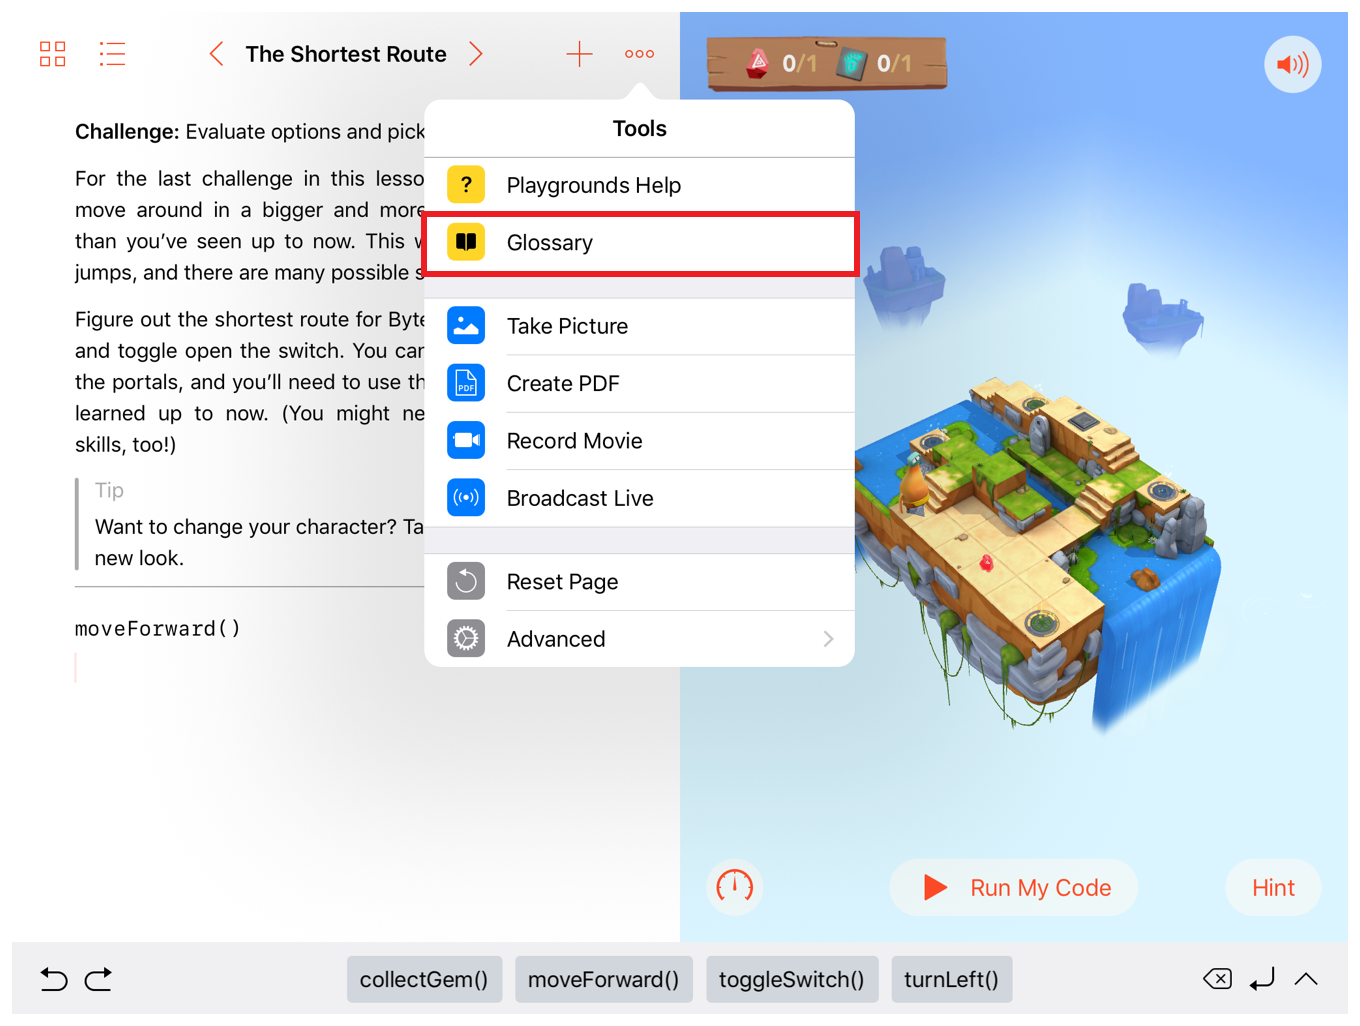 The Shortest Route
0/1 0/1
Challenge: Evaluate options and pick
For the last challenge in this lesso
move around in a bigger and more
than you’ve seen up to now. This w
jumps, and there are many possible s
Figure out the shortest route for Byte
and toggle open the switch. You can
the portals, and you’ll need to use th
learned up to now. (You might ne
skills, too!)
Tip
Want to change your character? Ta
new look.
moveForward()
Tools
? Playgrounds Help
Glossary
Take Picture
PDF Create PDF
Record Movie
Broadcast Live
Reset Page
Advanced
Run My Code
Hint
collectGem() moveForward() toggleSwitch() turnLeft()